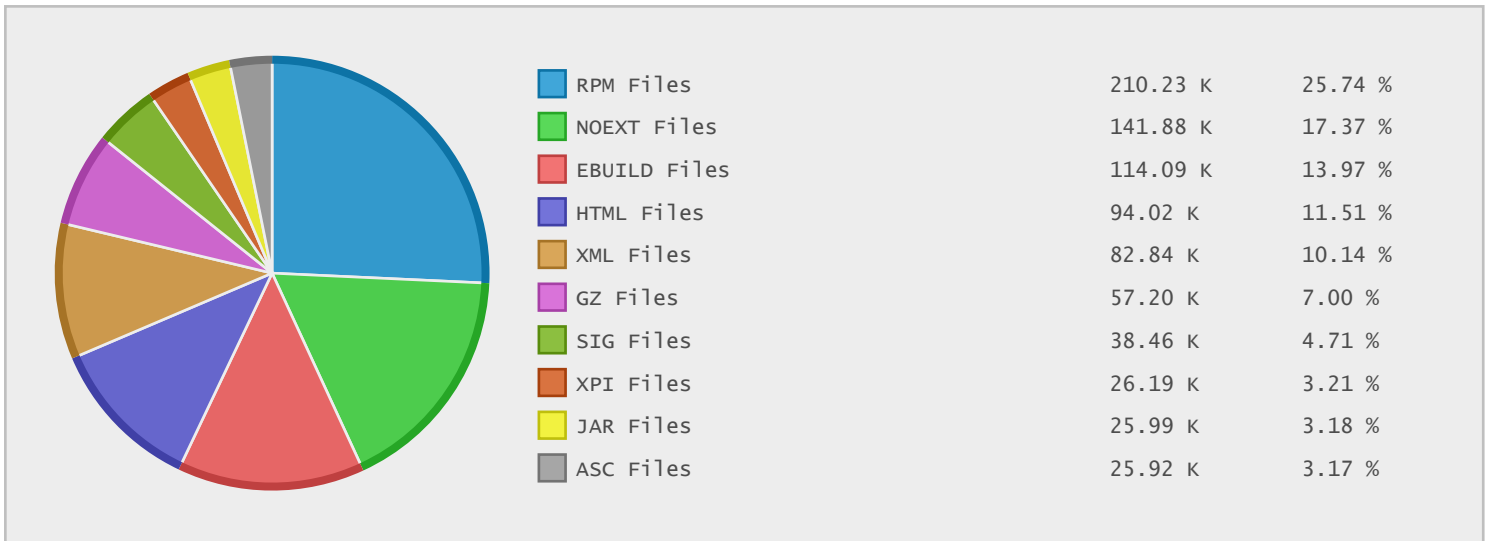 RPM Files 210.23 K 25.74 %
NOEXT Files 141.88 K 17.37 %
EBUILD Files 114.09 K 13.97 %
HTML Files 94.02 K 11.51 %
XML Files 82.84 K 10.14 %
GZ Files 57.20 K 7.00 %
SIG Files 38.46 K 4.71 %
XPI Files 26.19 K 3.21 %
JAR Files 25.99 K 3.18 %
ASC Files 25.92 K 3.17 %